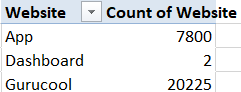 Website Count of Website
App 7800
Dashboard 2
Gurucool 20225